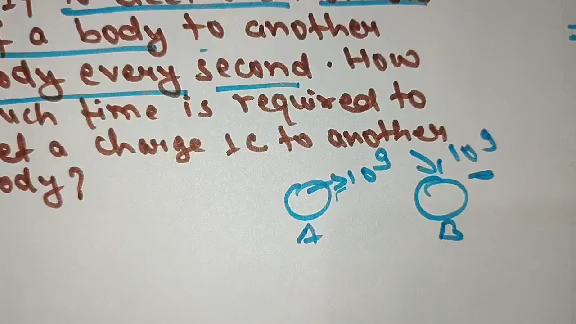 a body to another
ody every second. How
uch time is required to
et a charge 1c to another
ody?
10⁹ 10⁹
A B